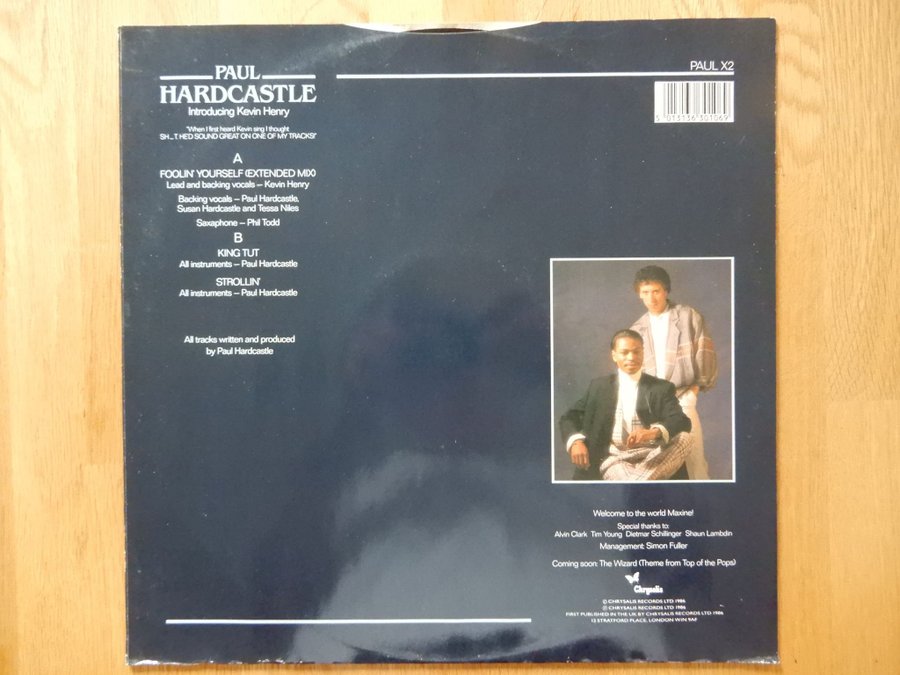 PAUL
HARDCASTLE
Introducing Kevin Henry
"When I first heard Kevin sing I thought
'SH...T. HE'D SOUND GREAT ON ONE OF MY TRACKS'"
A
FOOLIN' YOURSELF (EXTENDED MIX)
Lead and backing vocals – Kevin Henry
Backing vocals – Paul Hardcastle,
Susan Hardcastle and Tessa Niles
Saxaphone – Phil Todd
B
KING TUT
All instruments – Paul Hardcastle
STROLLIN'
All instruments – Paul Hardcastle
All tracks written and produced
by Paul Hardcastle
PAUL X2
5 013136 301069
Welcome to the world Maxine!
Special thanks to:
Alvin Clark Tim Young Dietmar Schillinger Shaun Lambdin
Management: Simon Fuller
Coming soon: The Wizard (Theme from Top of the Pops)
Chrysalis
℗ CHRYSALIS RECORDS LTD 1986
© CHRYSALIS RECORDS LTD 1986
FIRST PUBLISHED IN THE UK BY CHRYSALIS RECORDS LTD 1986
12 STRATFORD PLACE, LONDON W1N 9AF